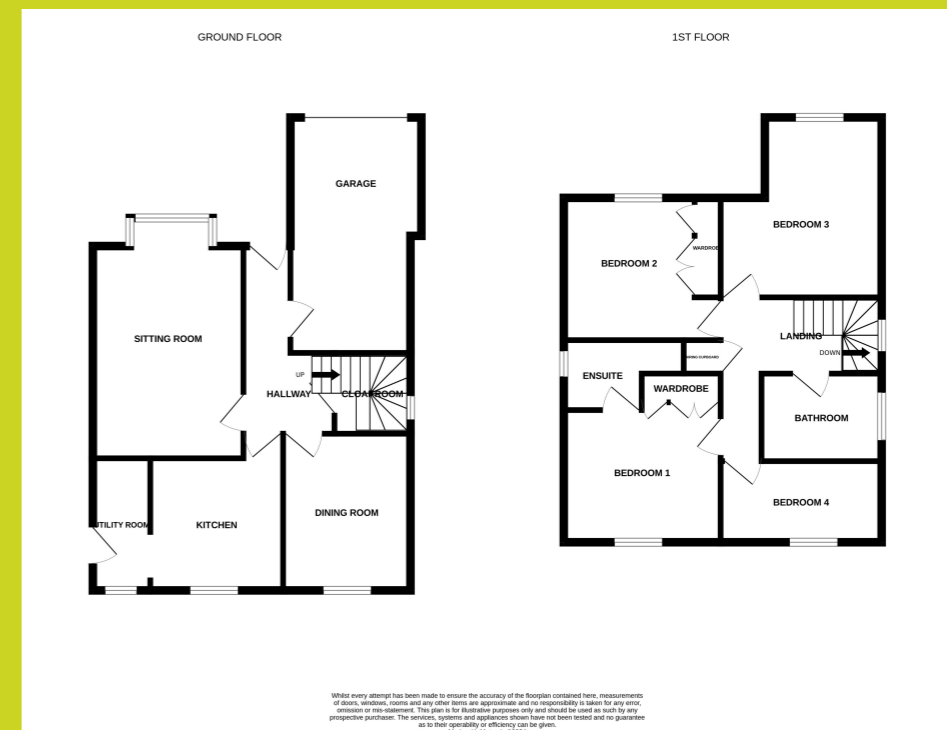 GROUND FLOOR
1ST FLOOR
GARAGE
SITTING ROOM
UP
HALLWAY
CLOAKROOM
UTILITY ROOM
KITCHEN
DINING ROOM
BEDROOM 3
WARDROBE
BEDROOM 2
LANDING
DOWN
AIRING CUPBOARD
ENSUITE
WARDROBE
BATHROOM
BEDROOM 1
BEDROOM 4
Whilst every attempt has been made to ensure the accuracy of the floorplan contained here, measurements
of doors, windows, rooms and any other items are approximate and no responsibility is taken for any error,
omission or mis-statement. This plan is for illustrative purposes only and should be used as such by any
prospective purchaser. The services, systems and appliances shown have not been tested and no guarantee
as to their operability or efficiency can be given.